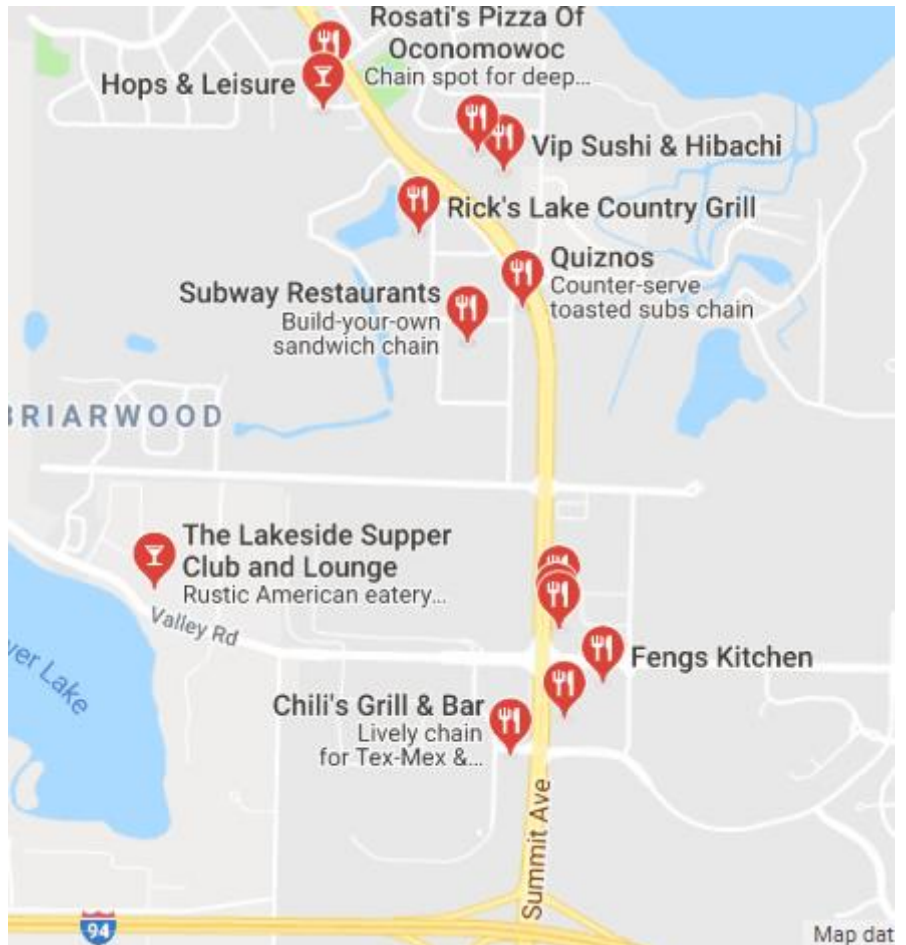 Rosati's Pizza Of
Oconomowoc
Chain spot for deep...
Hops & Leisure
Vip Sushi & Hibachi
Rick's Lake Country Grill
Quiznos
Counter-serve
toasted subs chain
Subway Restaurants
Build-your-own
sandwich chain
BRIARWOOD
The Lakeside Supper
Club and Lounge
Rustic American eatery...
Valley Rd
Lake
Fengs Kitchen
Chili's Grill & Bar
Lively chain
for Tex-Mex &...
Summit Ave
94
Map dat